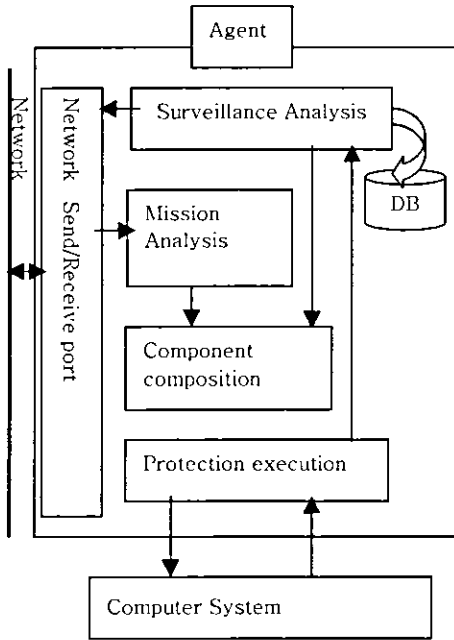 Agent
Network
Network Send/Receive port
Surveillance Analysis
DB
Mission
Analysis
Component
composition
Protection execution
Computer System